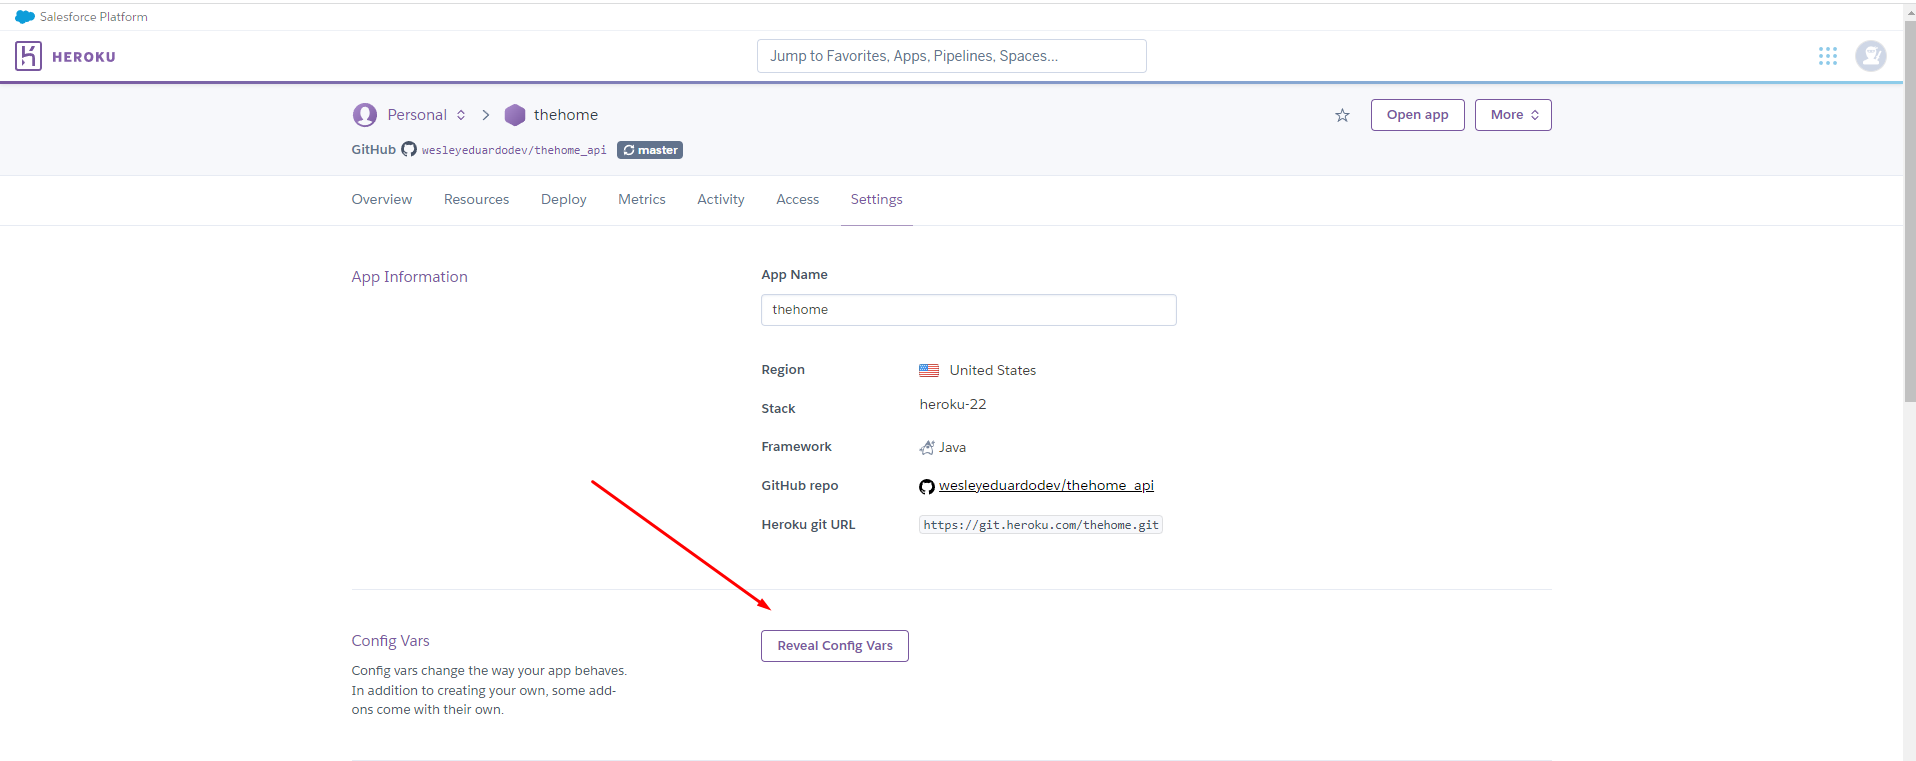 Salesforce Platform
HEROKU
Jump to Favorites, Apps, Pipelines, Spaces...
Personal thehome
Open app More
GitHub wesleyeduardodev/thehome_api master
Overview Resources Deploy Metrics Activity Access Settings
App Information
App Name
thehome
Region United States
Stack heroku-22
Framework Java
GitHub repo wesleyeduardodev/thehome_api
Heroku git URL https://git.heroku.com/thehome.git
Config Vars
Config vars change the way your app behaves.
In addition to creating your own, some add-
ons come with their own.
Reveal Config Vars